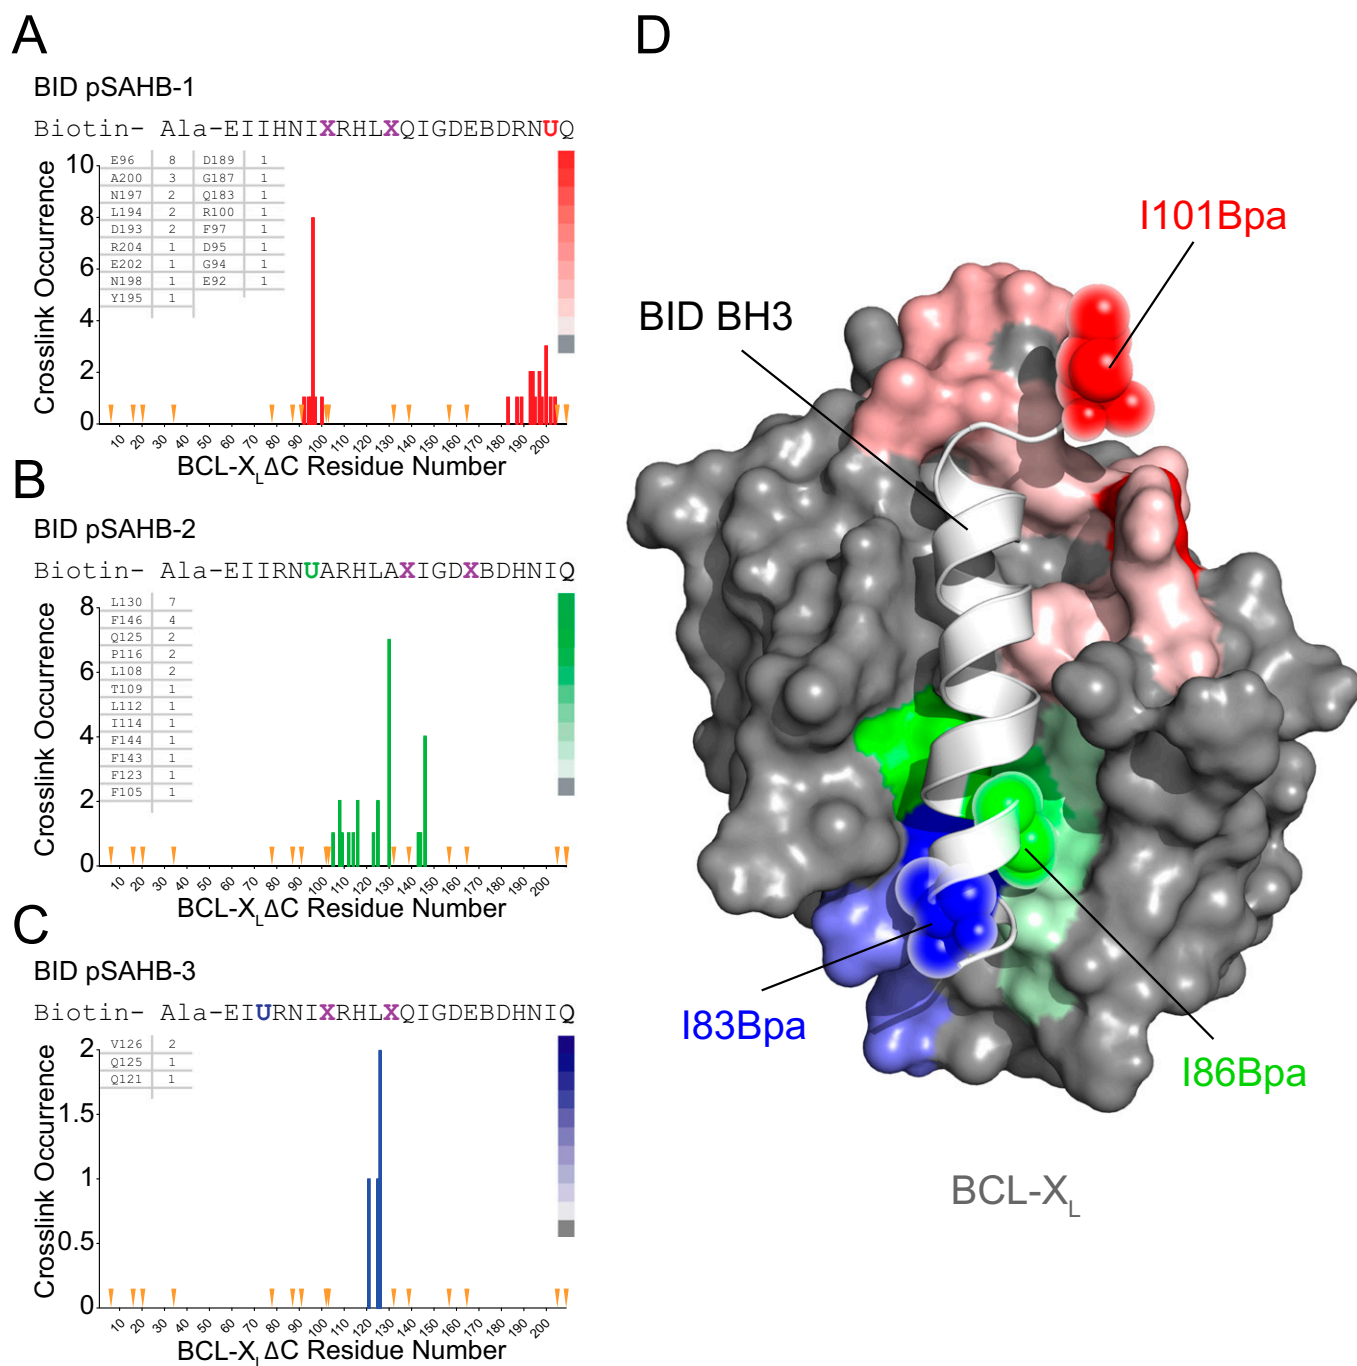 A
BID pSAHB-1
Biotin- Ala-EIIHNIXRHLXQIGDEBDRNUQ
Crosslink Occurrence
10
8
6
4
2
0
E96 8 D189 1
A200 3 G187 1
N197 2 Q183 1
L194 2 R100 1
D193 2 F97 1
R204 1 D95 1
E202 1 G94 1
N198 1 E92 1
Y195 1
10 20 30 40 50 60 70 80 90 100 110 120 130 140 150 160 170 180 190 200
BCL-XL ΔC Residue Number
B
BID pSAHB-2
Biotin- Ala-EIIRNUARHLAXIGDXBDHNIQ
Crosslink Occurrence
8
6
4
2
0
L130 7
F146 4
Q125 2
P116 2
L108 2
T109 1
L112 1
I114 1
F144 1
F143 1
F123 1
F105 1
10 20 30 40 50 60 70 80 90 100 110 120 130 140 150 160 170 180 190 200
BCL-XL ΔC Residue Number
C
BID pSAHB-3
Biotin- Ala-EIURNIXRHLXQIGDEBDHNIQ
Crosslink Occurrence
2
1.5
1
0.5
0
V126 2
Q125 1
Q121 1
10 20 30 40 50 60 70 80 90 100 110 120 130 140 150 160 170 180 190 200
BCL-XL ΔC Residue Number
D
I101Bpa
BID BH3
I83Bpa
I86Bpa
BCL-XL